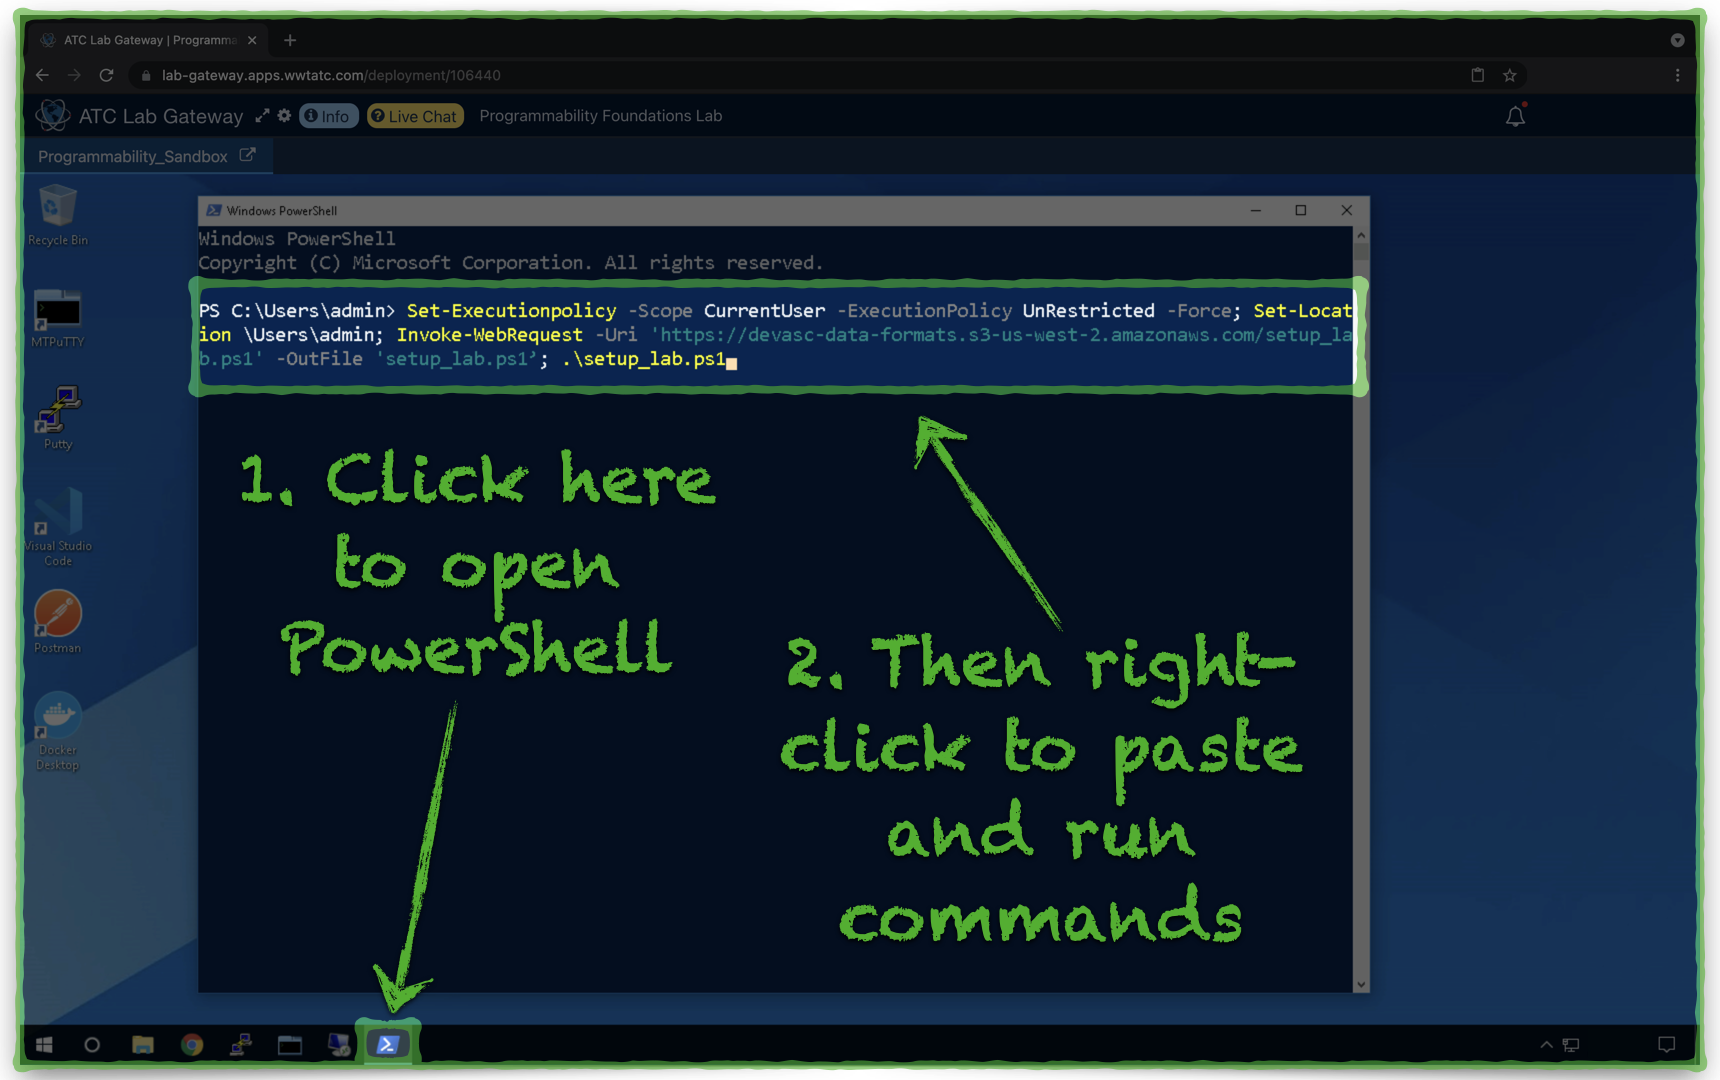 ATC Lab Gateway | Programma
lab-gateway.apps.wwtatc.com/deployment/106440
ATC Lab Gateway Info Live Chat Programmability Foundations Lab
Programmability_Sandbox
Recycle Bin
MTPuTTY
Putty
Visual Studio
Code
Postman
Docker
Desktop
Windows PowerShell
Windows PowerShell
Copyright (C) Microsoft Corporation. All rights reserved.
PS C:\Users\admin> Set-Executionpolicy -Scope CurrentUser -ExecutionPolicy UnRestricted -Force; Set-Locat
ion \Users\admin; Invoke-WebRequest -Uri 'https://devasc-data-formats.s3-us-west-2.amazonaws.com/setup_la
b.ps1' -OutFile 'setup_lab.ps1’; .\setup_lab.ps1
1. Click here
to open
PowerShell
2. Then right-
click to paste
and run
commands